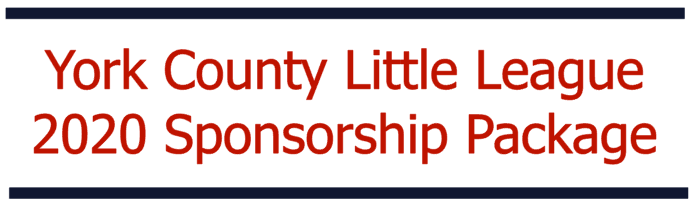 York County Little League
2020 Sponsorship Package